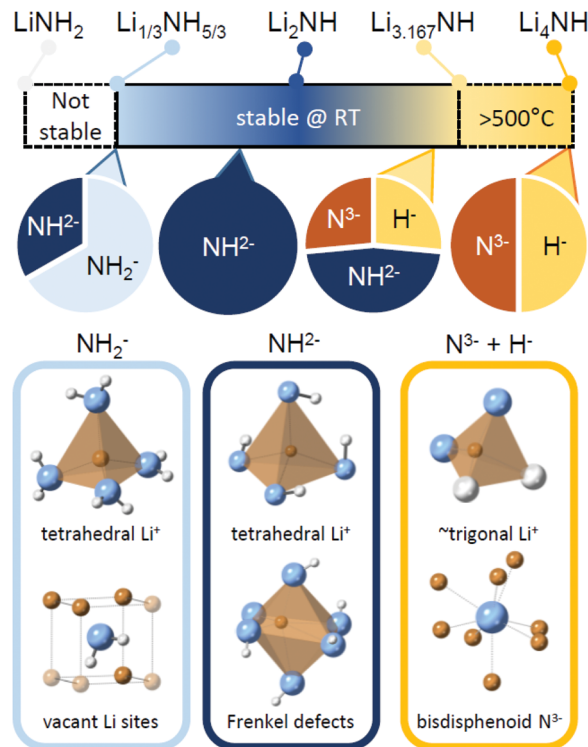 LiNH₂ Li₁/₃NH₅/₃ Li₂NH Li₃.₁₆₇NH Li₄NH
Not stable @ RT >500°C
stable
NH²⁻ NH₂⁻ NH²⁻ N³⁻ H⁻ NH²⁻ N³⁻ H⁻
NH₂⁻ NH²⁻ N³⁻ + H⁻
tetrahedral Li⁺ tetrahedral Li⁺ ~trigonal Li⁺
vacant Li sites Frenkel defects bisdisphenoid N³⁻